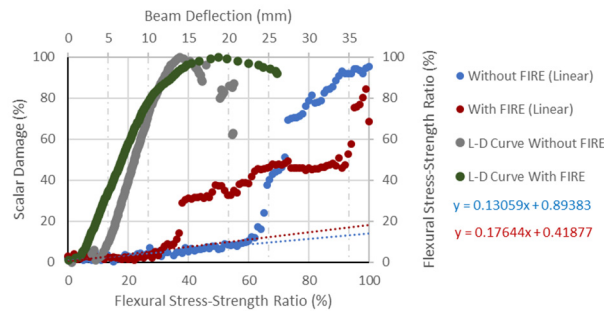 Beam Deflection (mm)
0 5 10 15 20 25 30 35
100 100
80 80
60 60
40 40
20 20
0 0
0 20 40 60 80 100
Scalar Damage (%)
Flexural Stress-Strength Ratio (%)
Flexural Stress-Strength Ratio (%)
Without FIRE (Linear)
With FIRE (Linear)
L-D Curve Without FIRE
L-D Curve With FIRE
y = 0.13059x + 0.89383
y = 0.17644x + 0.41877